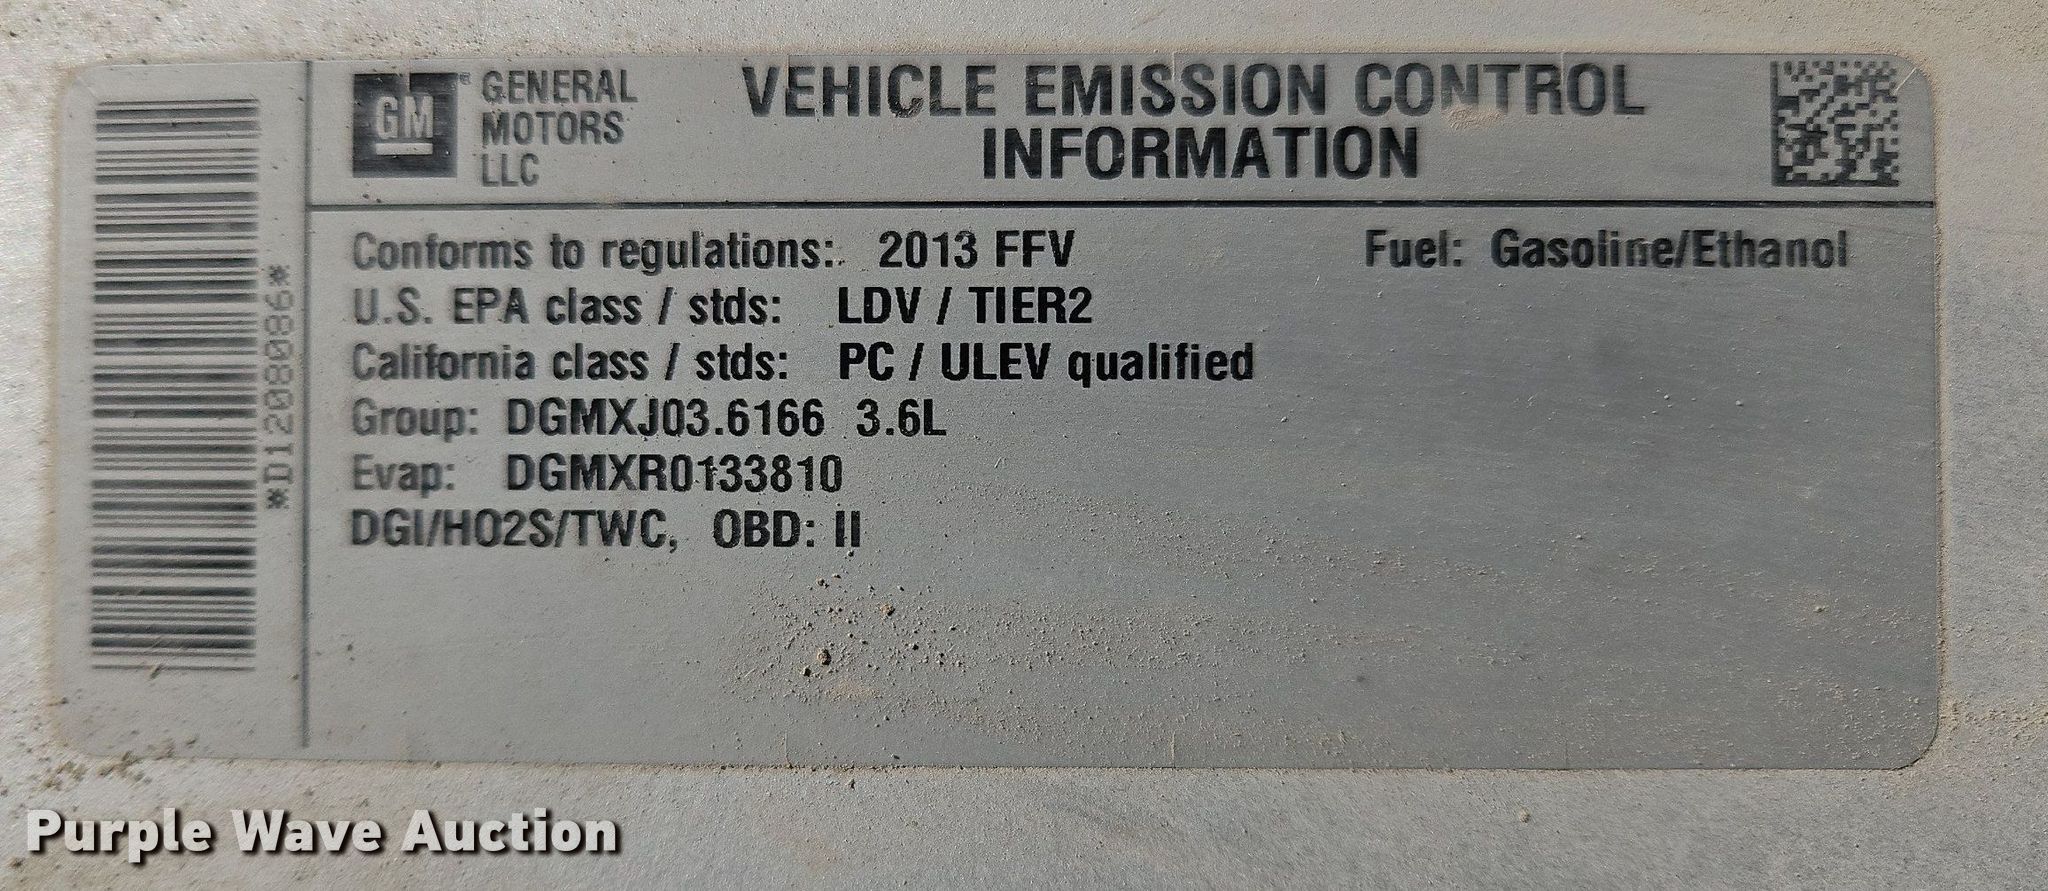 *D1208086*
GM
GENERAL
MOTORS
LLC
VEHICLE EMISSION CONTROL
INFORMATION
Conforms to regulations: 2013 FFV Fuel: Gasoline/Ethanol
U.S. EPA class / stds: LDV / TIER2
California class / stds: PC / ULEV qualified
Group: DGMXJ03.6166 3.6L
Evap: DGMXR0133810
DGI/HO2S/TWC, OBD: II
Purple Wave Auction